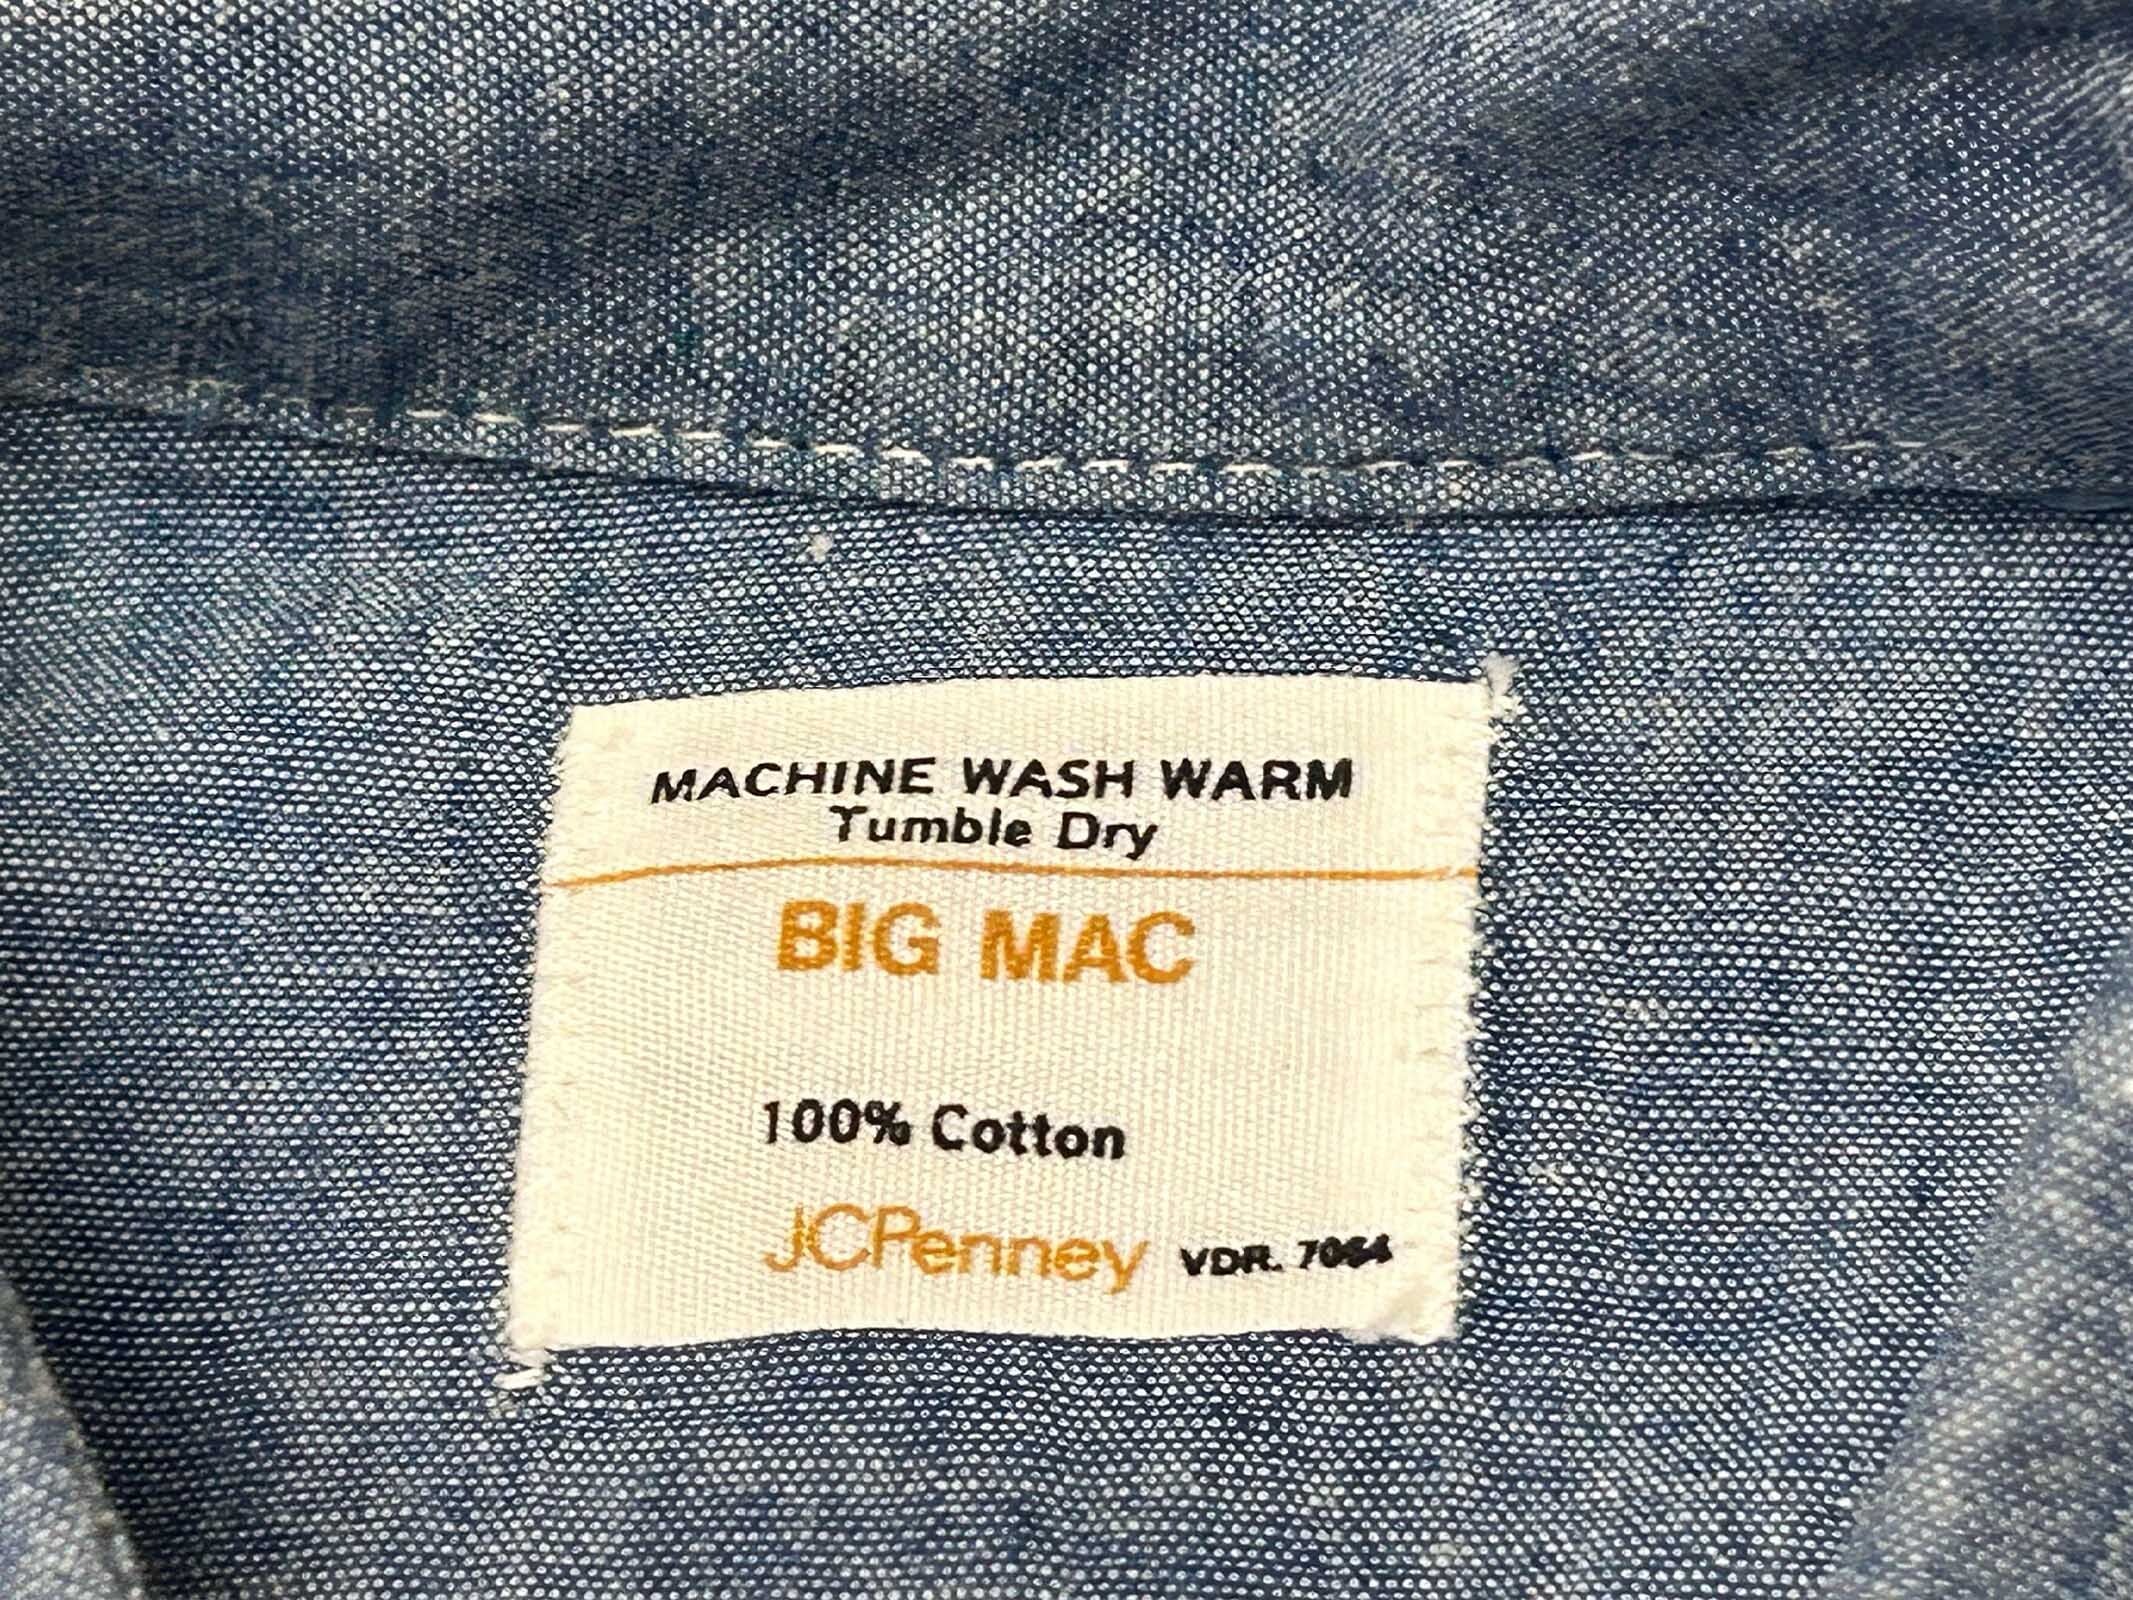 MACHINE WASH WARM
Tumble Dry
BIG MAC
100% Cotton
JCPenney VDR. 7064